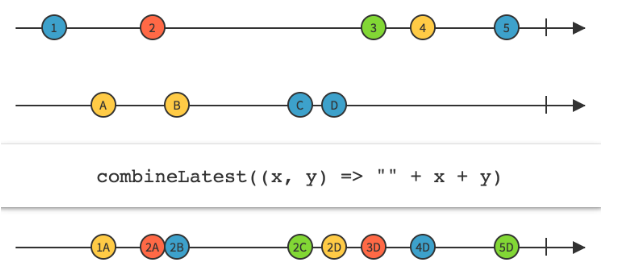 1 2 3 4 5
A B C D
combineLatest((x, y) => "" + x + y)
1A 2A 2B 2C 2D 3D 4D 5D